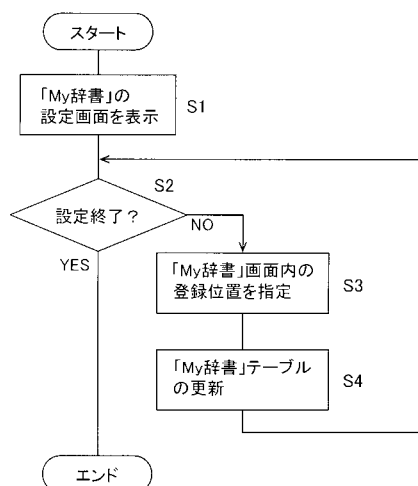 スタート
「My辞書」の
設定画面を表示
S1
S2
設定終了？
NO
YES
「My辞書」画面内の
登録位置を指定
S3
「My辞書」テーブル
の更新
S4
エンド